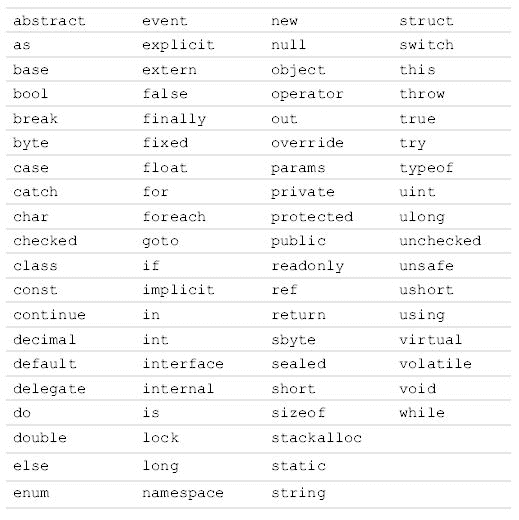 abstract event new struct
as explicit null switch
base extern object this
bool false operator throw
break finally out true
byte fixed override try
case float params typeof
catch for private uint
char foreach protected ulong
checked goto public unchecked
class if readonly unsafe
const implicit ref ushort
continue in return using
decimal int sbyte virtual
default interface sealed volatile
delegate internal short void
do is sizeof while
double lock stackalloc
else long static
enum namespace string